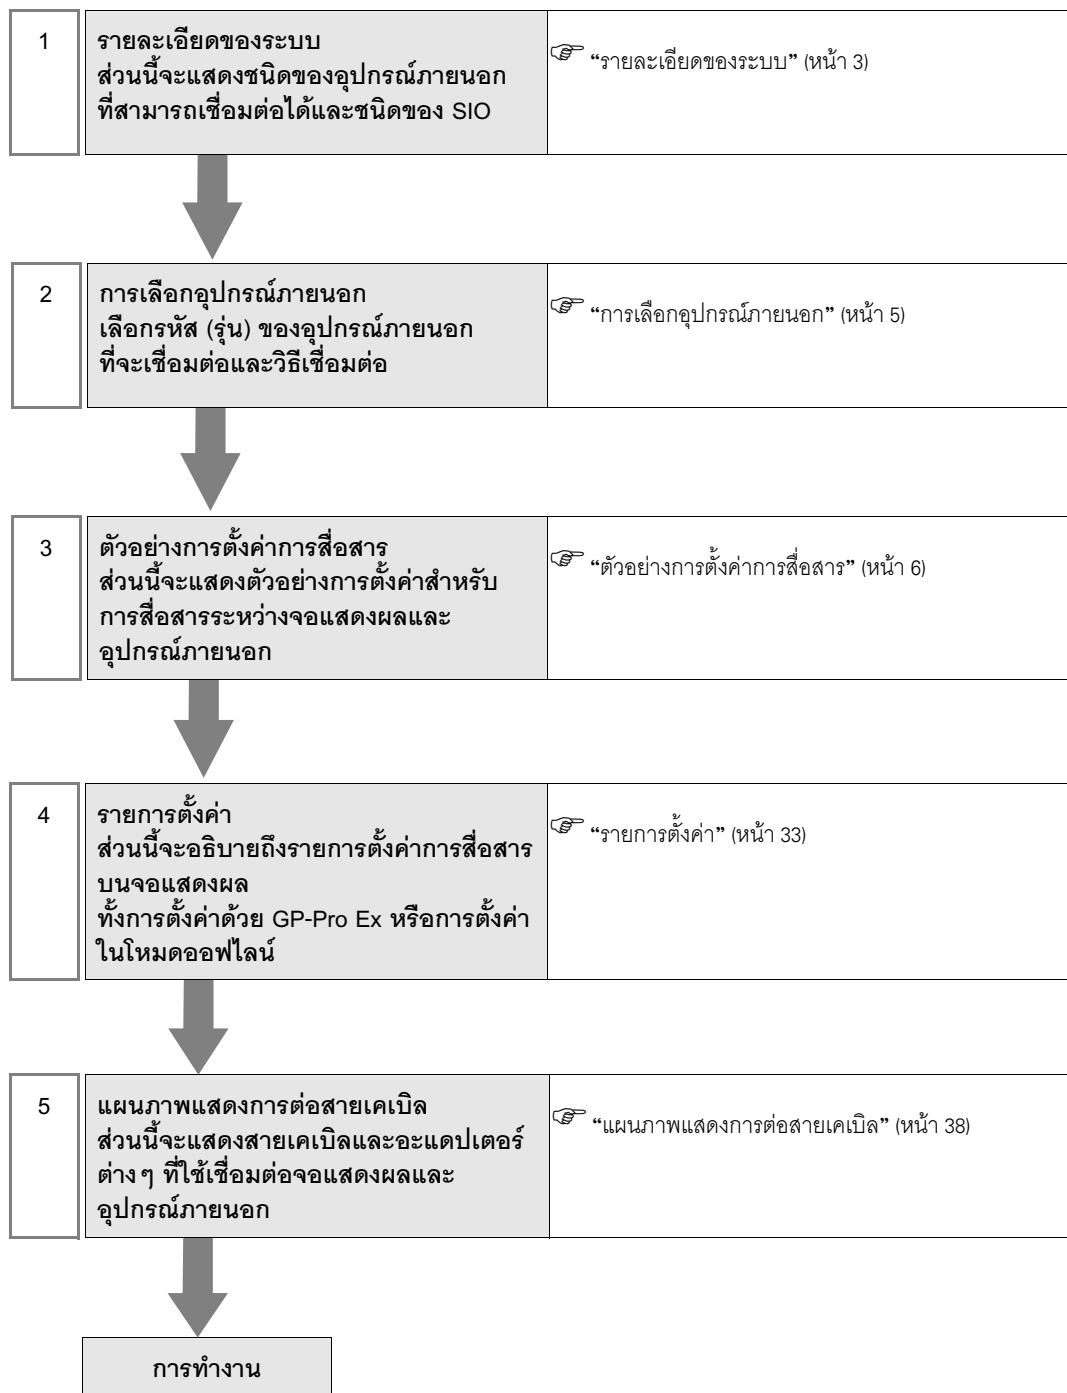 1
รายละเอียดของระบบ
ส่วนนี้จะแสดงชนิดของอุปกรณ์ภายนอก
ที่สามารถเชื่อมต่อได้และชนิดของ SIO
“รายละเอียดของระบบ” (หน้า 3)
2
การเลือกอุปกรณ์ภายนอก
เลือกรหัส (รุ่น) ของอุปกรณ์ภายนอก
ที่จะเชื่อมต่อและวิธีเชื่อมต่อ
“การเลือกอุปกรณ์ภายนอก” (หน้า 5)
3
ตัวอย่างการตั้งค่าการสื่อสาร
ส่วนนี้จะแสดงตัวอย่างการตั้งค่าสำหรับ
การสื่อสารระหว่างจอแสดงผลและ
อุปกรณ์ภายนอก
“ตัวอย่างการตั้งค่าการสื่อสาร” (หน้า 6)
4
รายการตั้งค่า
ส่วนนี้จะอธิบายถึงรายการตั้งค่าการสื่อสาร
บนจอแสดงผล
ทั้งการตั้งค่าด้วย GP-Pro Ex หรือการตั้งค่า
ในโหมดออฟไลน์
“รายการตั้งค่า” (หน้า 33)
5
แผนภาพแสดงการต่อสายเคเบิล
ส่วนนี้จะแสดงสายเคเบิลและอะแดปเตอร์
ต่างๆ ที่ใช้เชื่อมต่อจอแสดงผลและ
อุปกรณ์ภายนอก
“แผนภาพแสดงการต่อสายเคเบิล” (หน้า 38)
การทำงาน